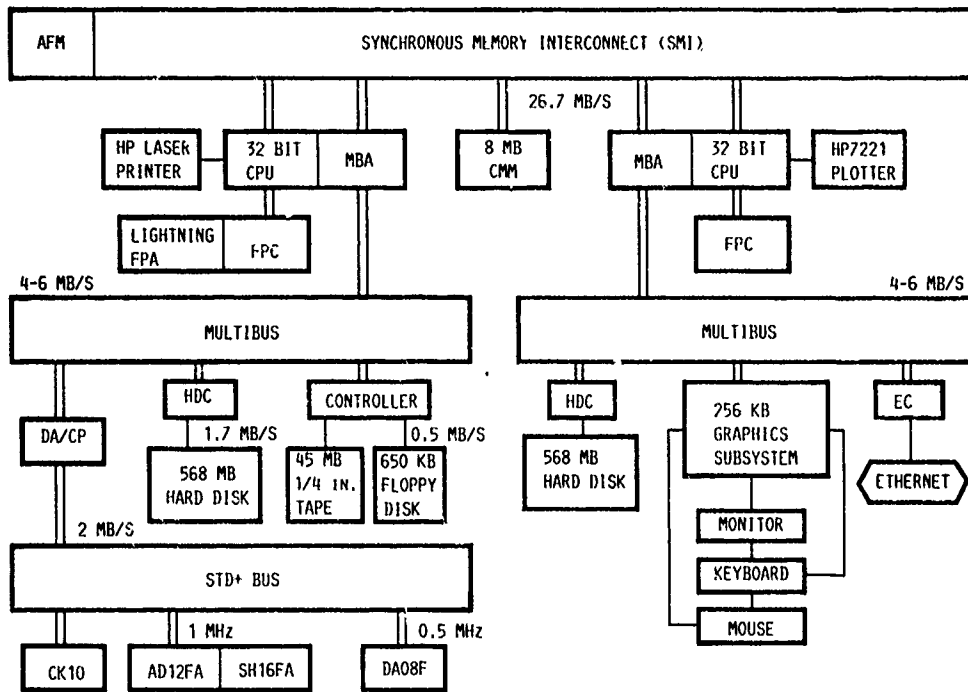 AFM
SYNCHRONOUS MEMORY INTERCONNECT (SMI)
26.7 MB/S
HP LASER
PRINTER
32 BIT
CPU
MBA
8 MB
CMM
MBA
32 BIT
CPU
HP7221
PLOTTER
LIGHTNING
FPA
FPC
FPC
4-6 MB/S
4-6 MB/S
MULTIBUS
MULTIBUS
DA/CP
HDC
CONTROLLER
HDC
256 KB
GRAPHICS
SUBSYSTEM
EC
1.7 MB/S
0.5 MB/S
568 MB
HARD DISK
45 MB
1/4 IN.
TAPE
650 KB
FLOPPY
DISK
568 MB
HARD DISK
ETHERNET
MONITOR
KEYBOARD
MOUSE
2 MB/S
STD+ BUS
1 MHz
0.5 MHz
CK10
AD12FA
SH16FA
DA08F